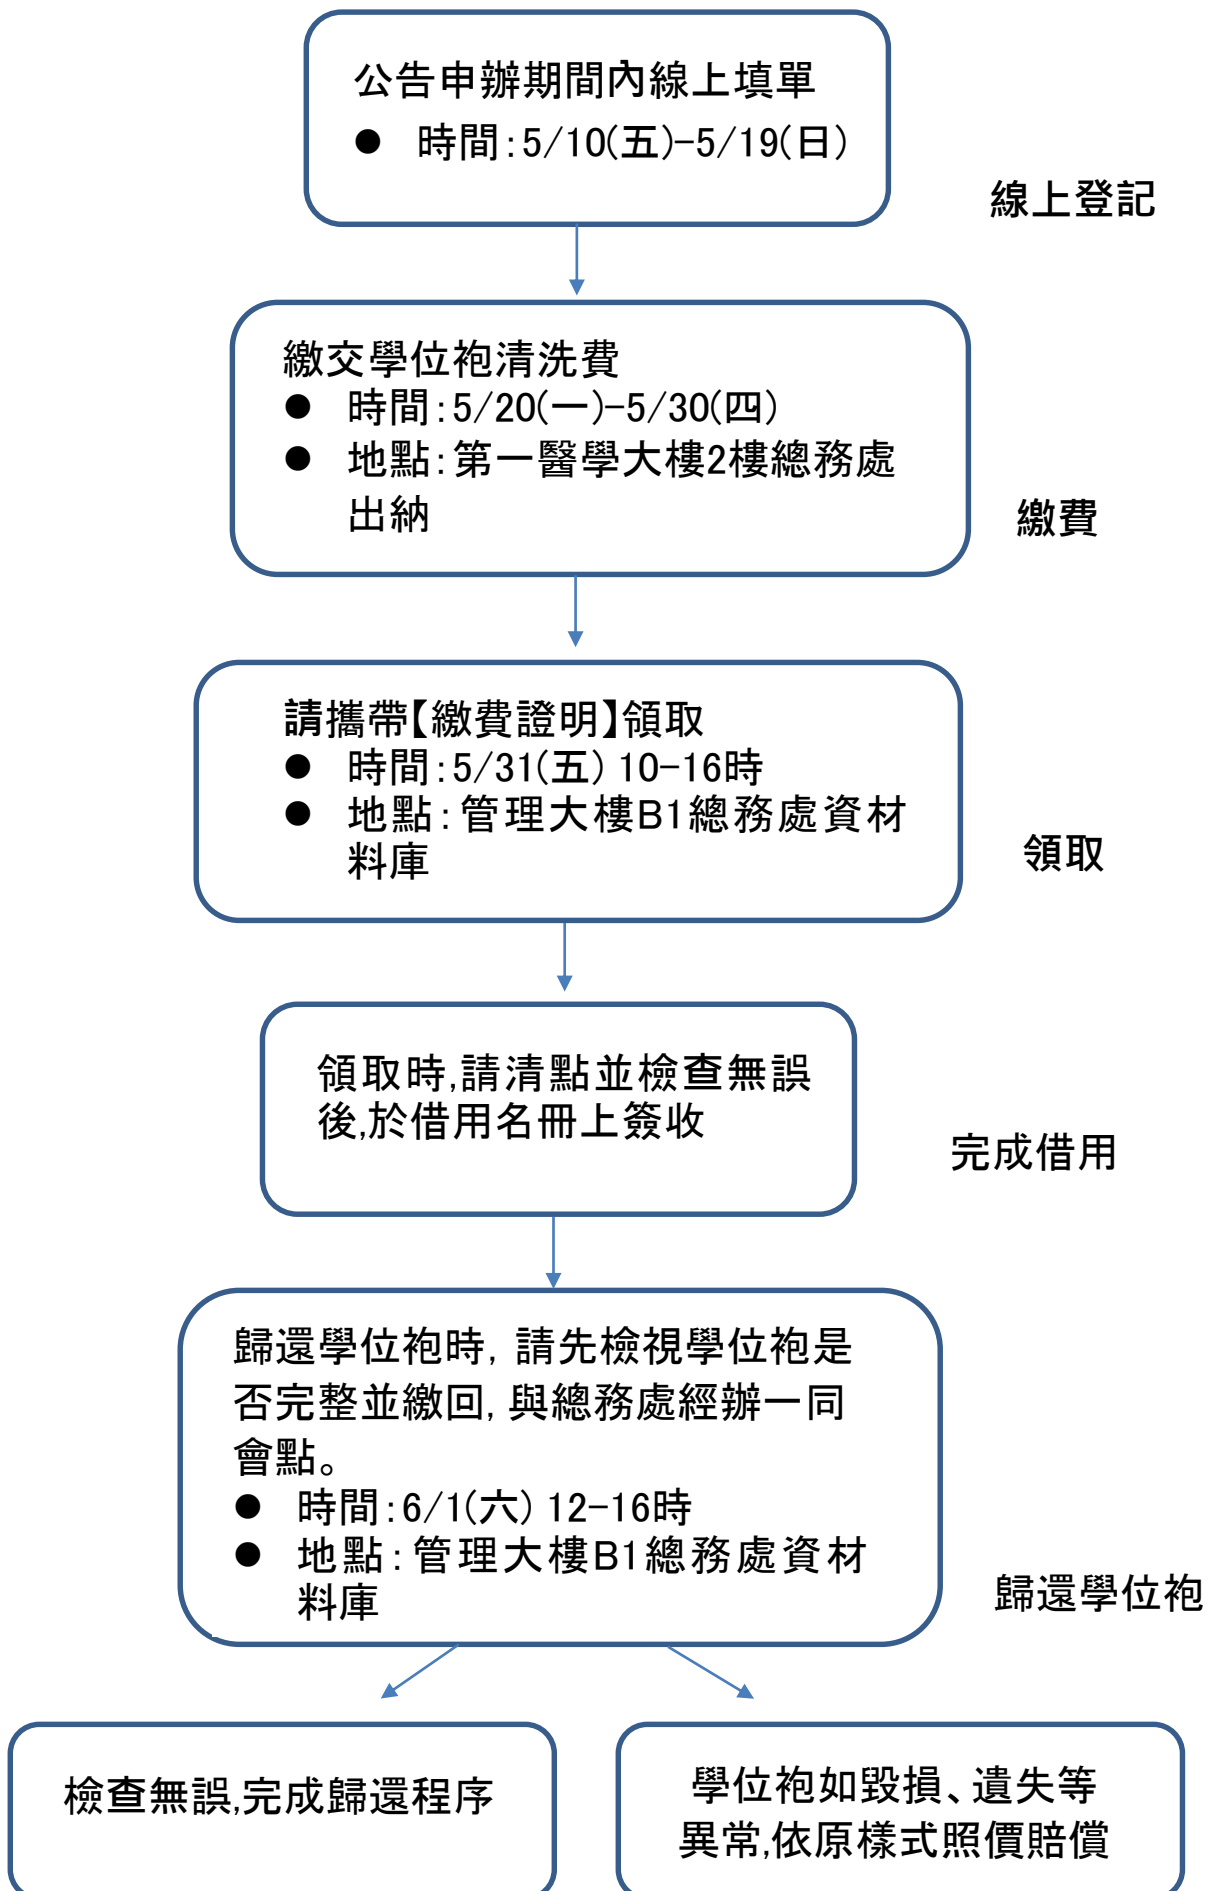 公告申辦期間內線上填單
● 時間:5/10(五)-5/19(日)
線上登記
繳交學位袍清洗費
● 時間:5/20(一)-5/30(四)
● 地點:第一醫學大樓2樓總務處
出納
繳費
請攜帶【繳費證明】領取
● 時間:5/31(五) 10-16時
● 地點:管理大樓B1總務處資材
料庫
領取
領取時,請清點並檢查無誤
後,於借用名冊上簽收
完成借用
歸還學位袍時, 請先檢視學位袍是
否完整並繳回, 與總務處經辦一同
會點。
● 時間:6/1(六) 12-16時
● 地點:管理大樓B1總務處資材
料庫
歸還學位袍
檢查無誤,完成歸還程序
學位袍如毀損、遺失等
異常,依原樣式照價賠償